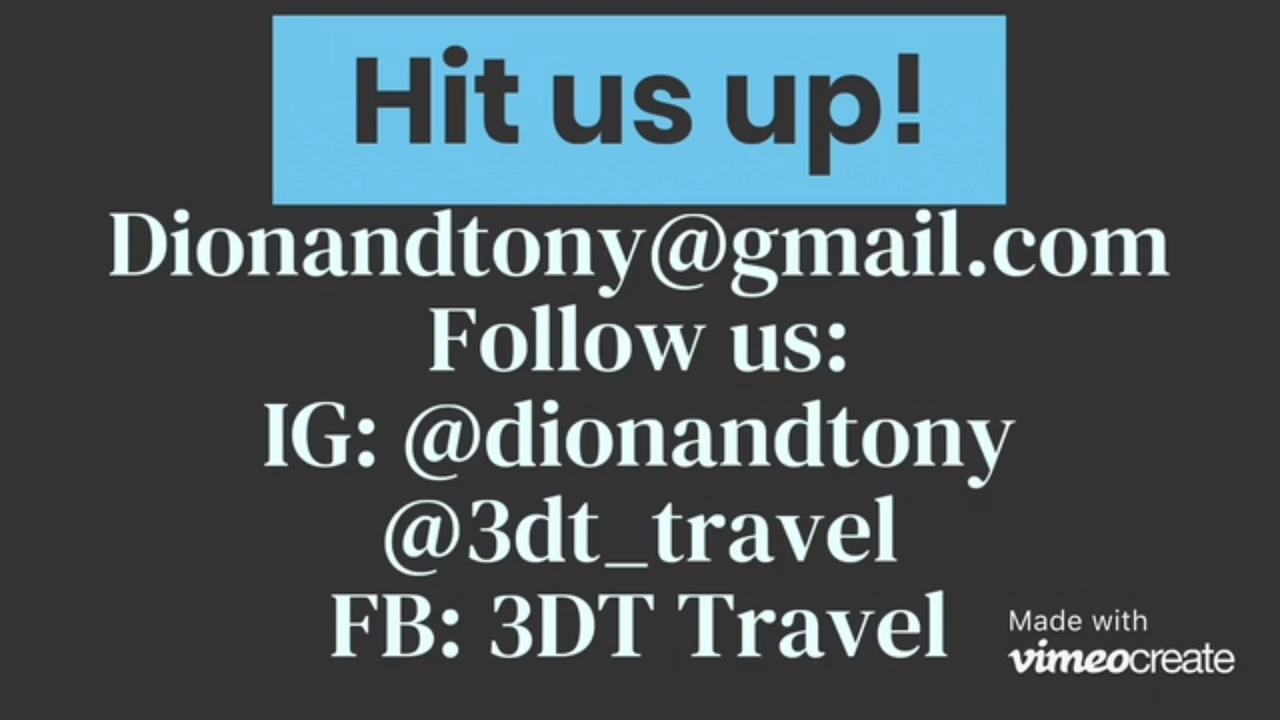 Hit us up!
Dionandtony@gmail.com
Follow us:
IG: @dionandtony
@3dt_travel
FB: 3DT Travel
Made with
vimeocreate